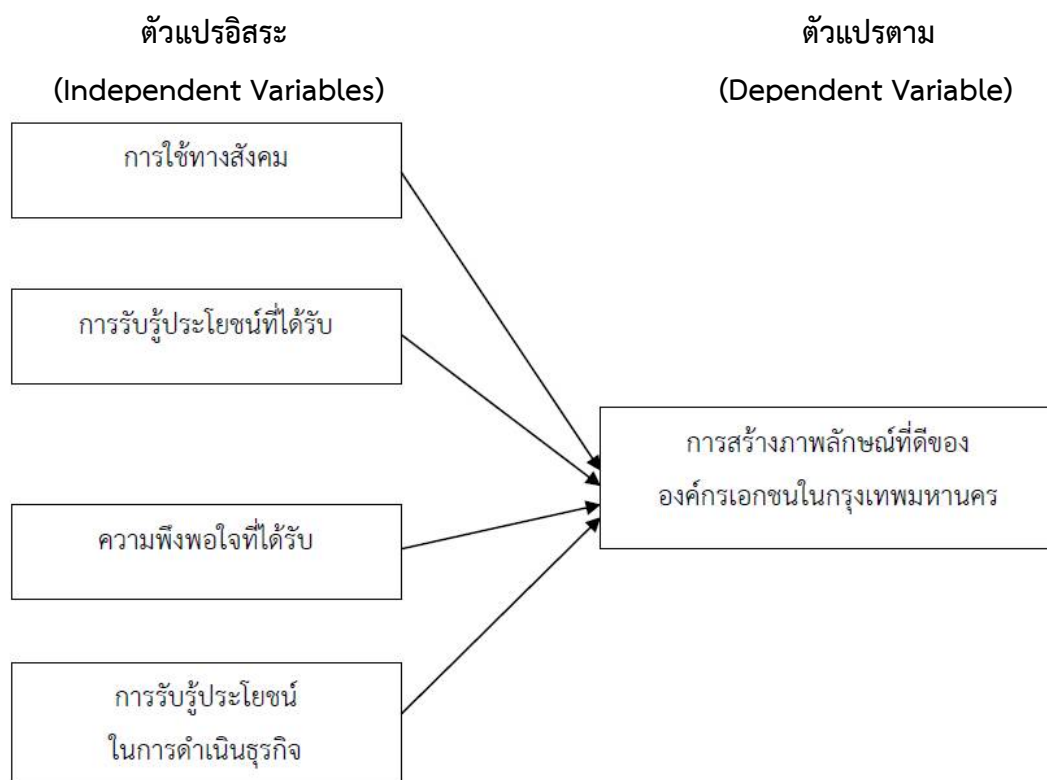 ตัวแปรอิสระ
(Independent Variables)
ตัวแปรตาม
(Dependent Variable)
การใช้ทางสังคม
การรับรู้ประโยชน์ที่ได้รับ
ความพึงพอใจที่ได้รับ
การรับรู้ประโยชน์
ในการดำเนินธุรกิจ
การสร้างภาพลักษณ์ที่ดีของ
องค์กรเอกชนในกรุงเทพมหานคร